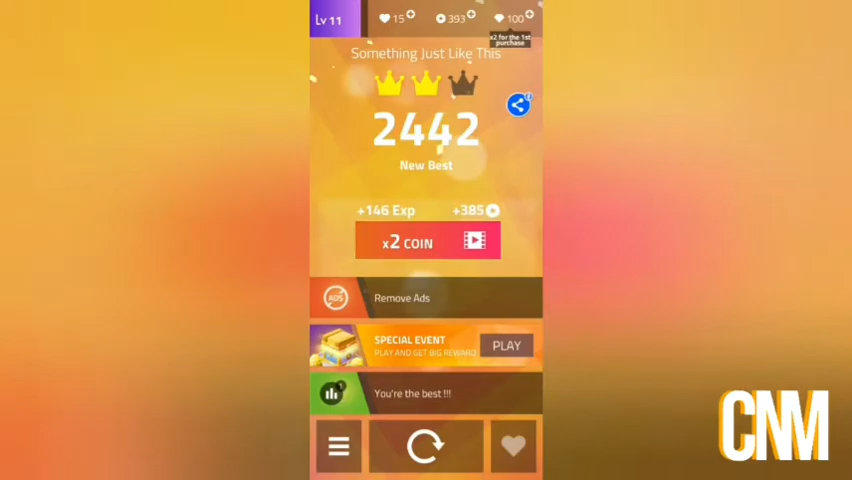 Lv 11
15
393
100
x2 for the 1st
purchase
Something Just Like This
2442
New Best
+146 Exp
+385
x2 COIN
ADS
Remove Ads
SPECIAL EVENT
PLAY AND GET BIG REWARD
PLAY
You're the best !!!
CNM